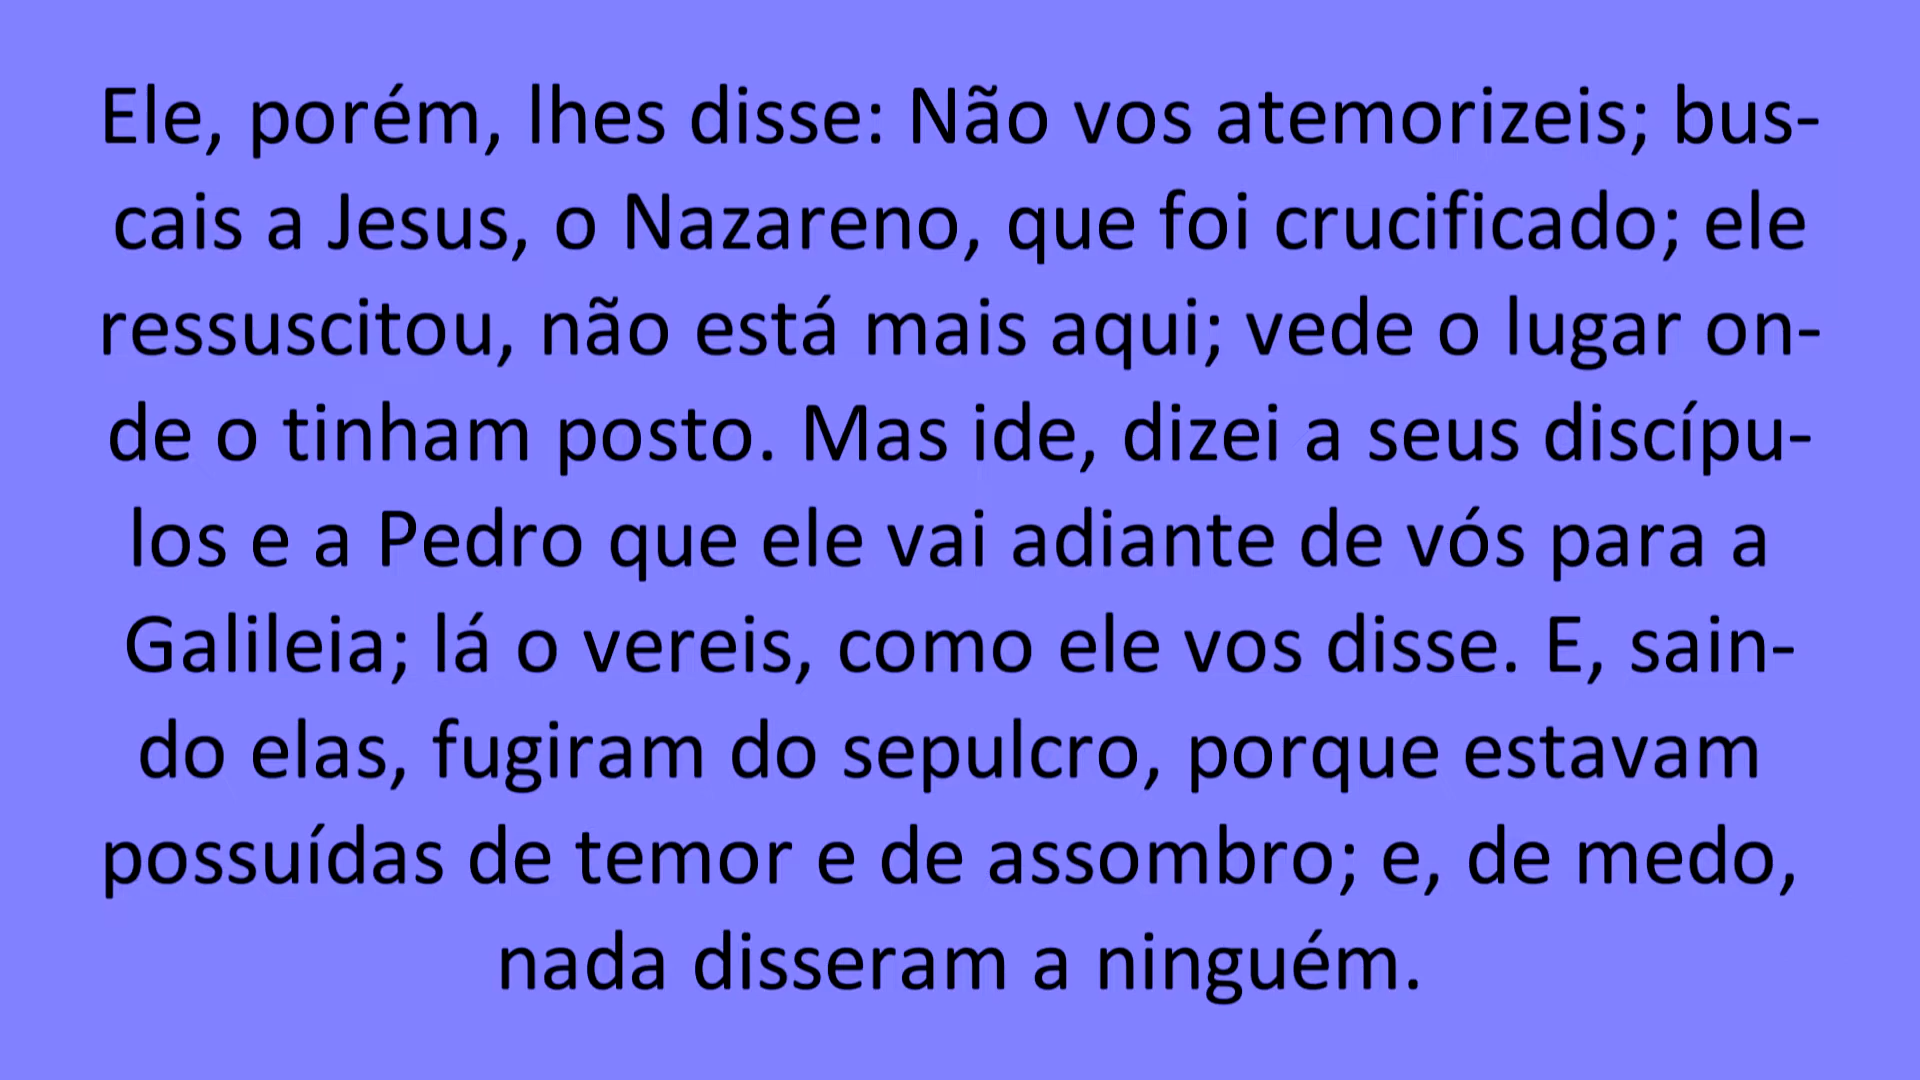 Ele, porém, lhes disse: Não vos atemorizeis; bus-
cais a Jesus, o Nazareno, que foi crucificado; ele
ressuscitou, não está mais aqui; vede o lugar on-
de o tinham posto. Mas ide, dizei a seus discípu-
los e a Pedro que ele vai adiante de vós para a
Galileia; lá o vereis, como ele vos disse. E, sain-
do elas, fugiram do sepulcro, porque estavam
possuídas de temor e de assombro; e, de medo,
nada disseram a ninguém.